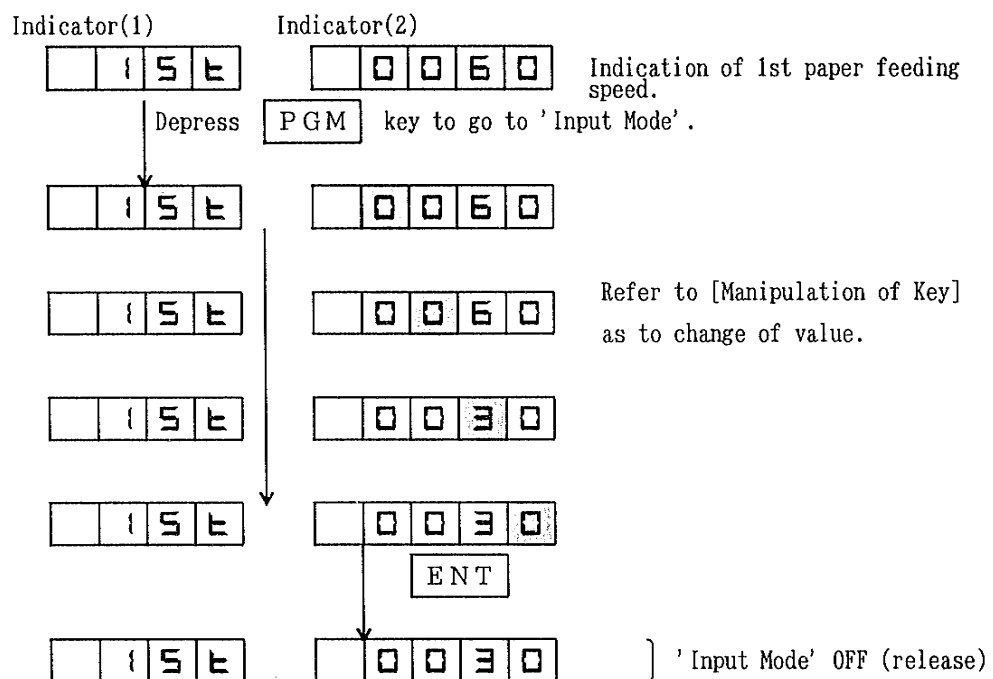 Indicator(1) Indicator(2)
1St 0060 Indication of 1st paper feeding
speed.
Depress PGM key to go to 'Input Mode'.
1St 0060
1St 0060 Refer to [Manipulation of Key]
as to change of value.
1St 0030
1St 0030
ENT
1St 0030 ] 'Input Mode' OFF (release)